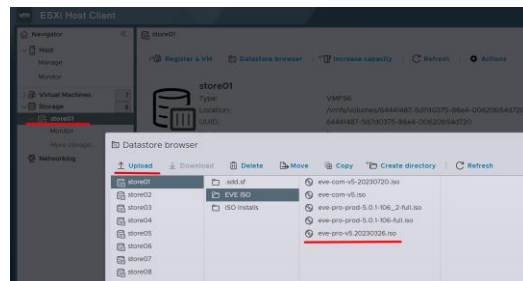 vm ESXi Host Client
Navigator
store01
Host
Manage
Monitor
Register a VM
Datastore browser
Increase capacity
Refresh
Actions
Virtual Machines 7
Storage 8
store01
Monitor
More storage...
Networking
store01
Type: VMFS6
Location:
UUID:
Datastore browser
Upload
Download
Delete
Move
Copy
Create directory
Refresh
store01
store02
store03
store04
store05
store06
store07
store08
.sdd.sf
EVE ISO
ISO Installs
eve-com-v5-20230720.iso
eve-com-v5.iso
eve-pro-prod-5.0.1-106_2-full.iso
eve-pro-prod-5.0.1-106-full.iso
eve-pro-v5.20230326.iso